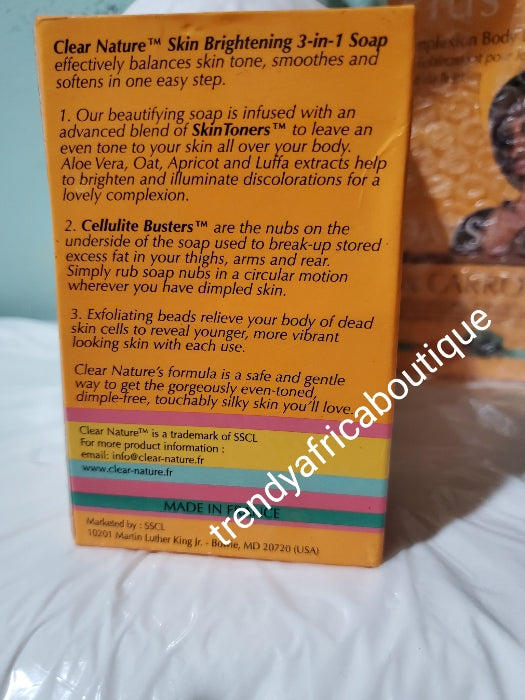 Clear Nature™ Skin Brightening 3-in-1 Soap
effectively balances skin tone, smoothes and
softens in one easy step.
1. Our beautifying soap is infused with an
advanced blend of SkinToners™ to leave an
even tone to your skin all over your body.
Aloe Vera, Oat, Apricot and Luffa extracts help
to brighten and illuminate discolorations for a
lovely complexion.
2. Cellulite Busters™ are the nubs on the
underside of the soap used to break-up stored
excess fat in your thighs, arms and rear.
Simply rub soap nubs in a circular motion
wherever you have dimpled skin.
3. Exfoliating beads relieve your body of dead
skin cells to reveal younger, more vibrant
looking skin with each use.
Clear Nature's formula is a safe and gentle
way to get the gorgeously even-toned,
dimple-free, touchably silky skin you'll love.
Clear Nature™ is a trademark of SSCL
For more product information :
email: info@clear-nature.fr
www.clear-nature.fr
MADE IN FRANCE
Marketed by : SSCL
10201 Martin Luther King Jr. - Bowie, MD 20720 (USA)
trendyafricaboutique